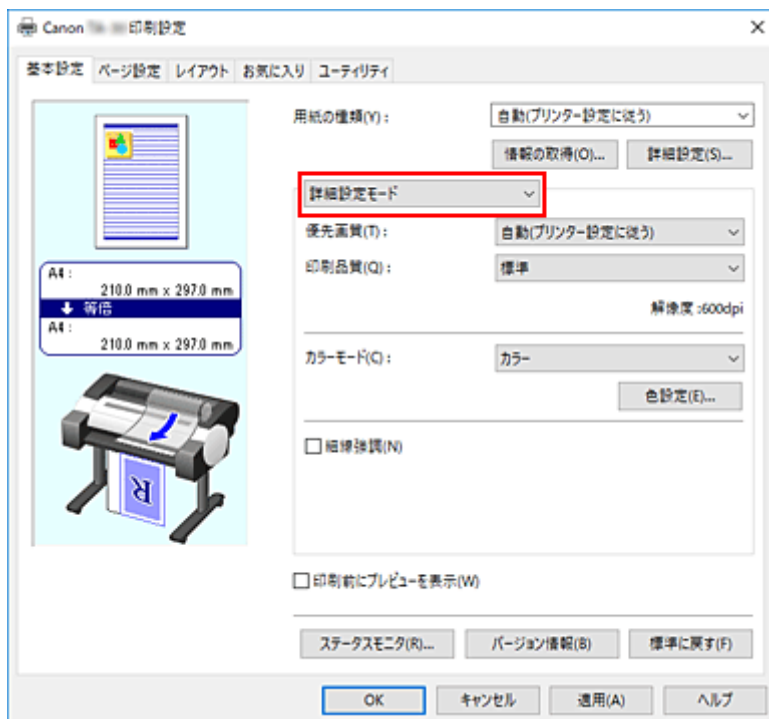 Canon 印刷設定
基本設定 ページ設定 レイアウト お気に入り ユーティリティ
用紙の種類(Y): 自動(プリンター設定に従う)
情報の取得(O)... 詳細設定(S)...
詳細設定モード
優先画質(T): 自動(プリンター設定に従う)
印刷品質(Q): 標準
解像度 :600dpi
A4 :
210.0 mm x 297.0 mm
等倍
A4 :
210.0 mm x 297.0 mm
カラーモード(C): カラー
色設定(E)...
細線強調(N)
R
印刷前にプレビューを表示(W)
ステータスモニタ(R)... バージョン情報(B) 標準に戻す(F)
OK キャンセル 適用(A) ヘルプ